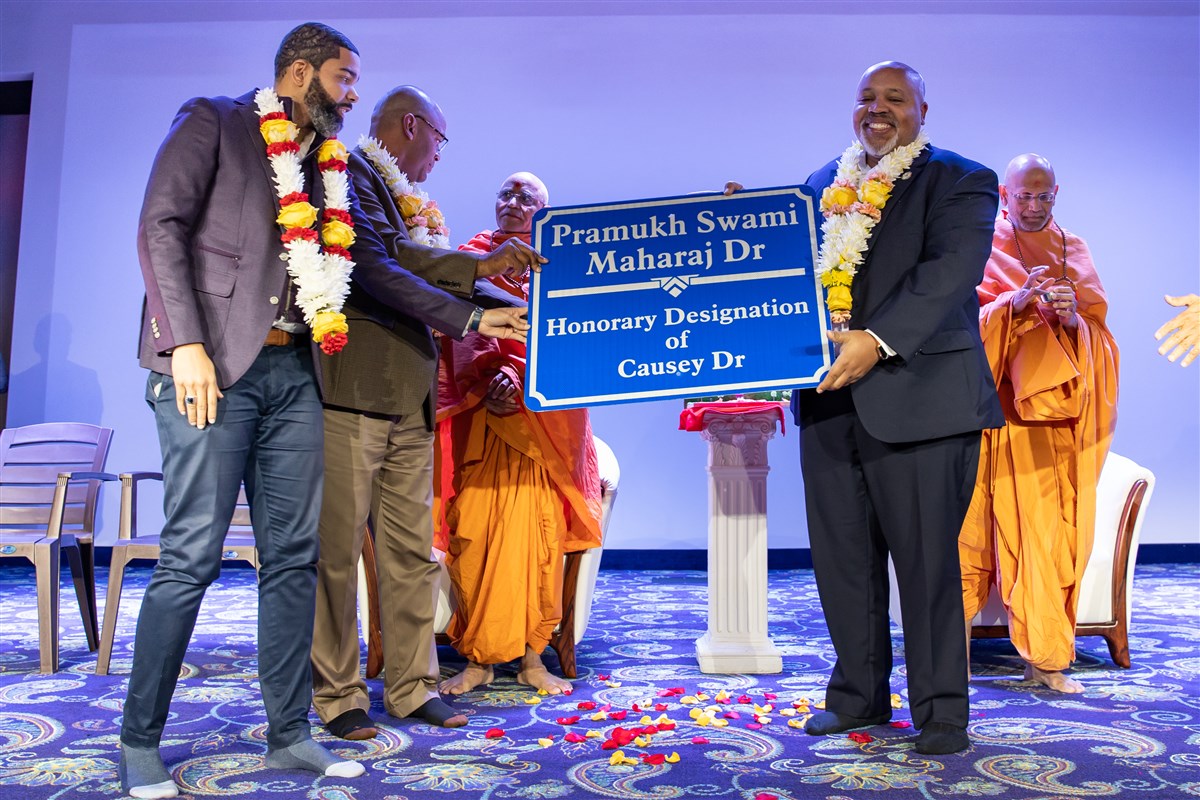 Pramukh Swami
Maharaj Dr
Honorary Designation
of
Causey Dr